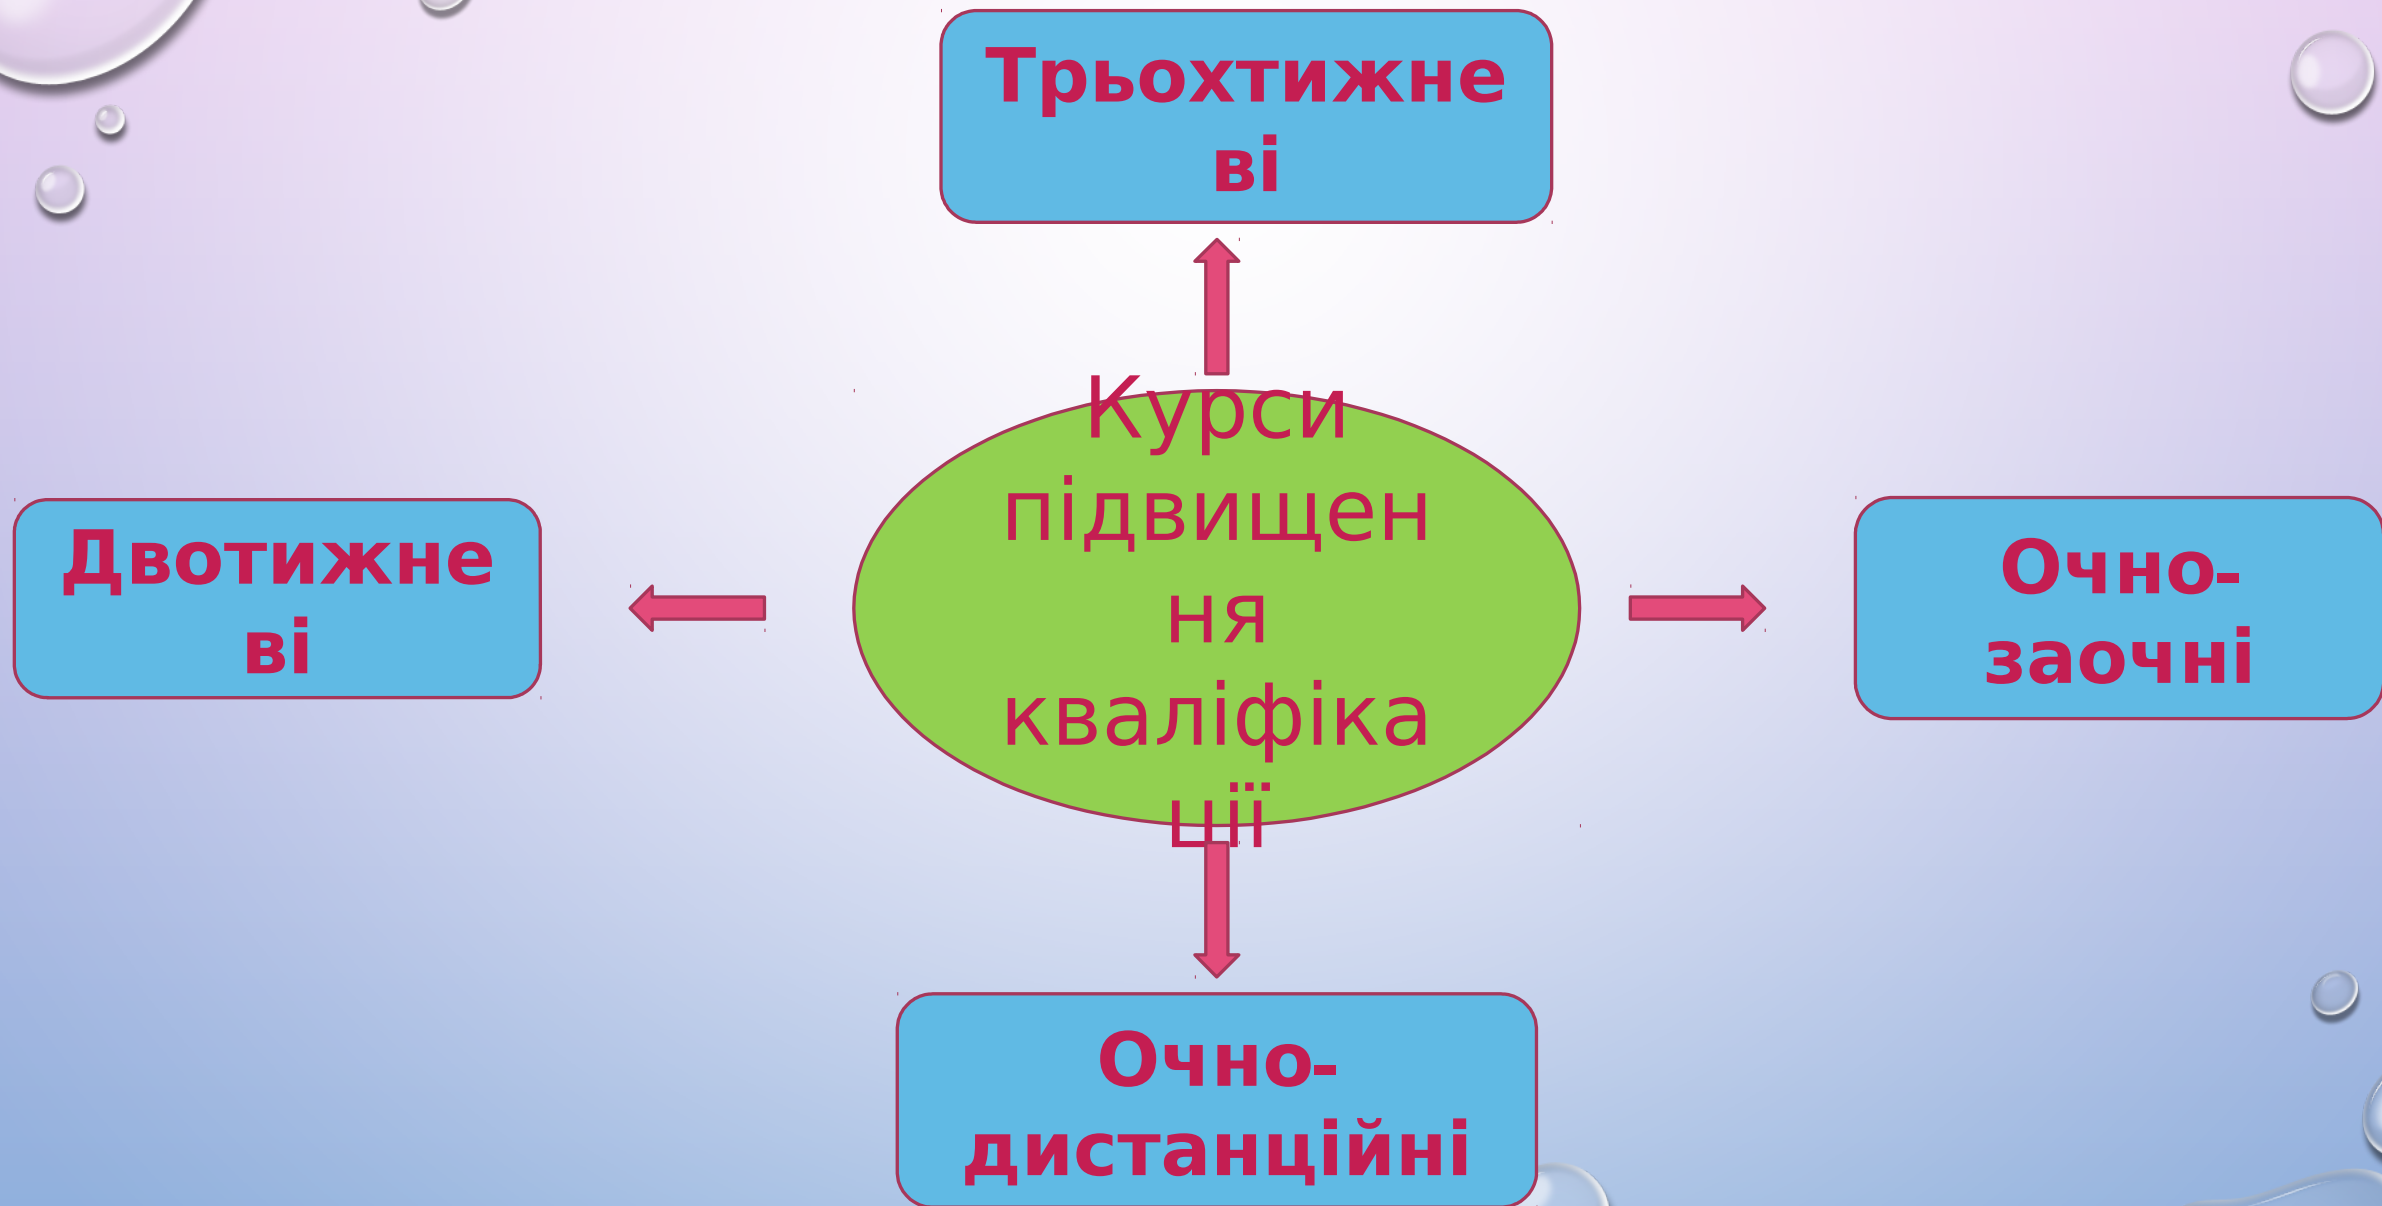 Трьохтижне
ві
Курси
підвищен
ня
кваліфіка
ції
Двотижне
ві
Очно-
заочні
Очно-
дистанційні